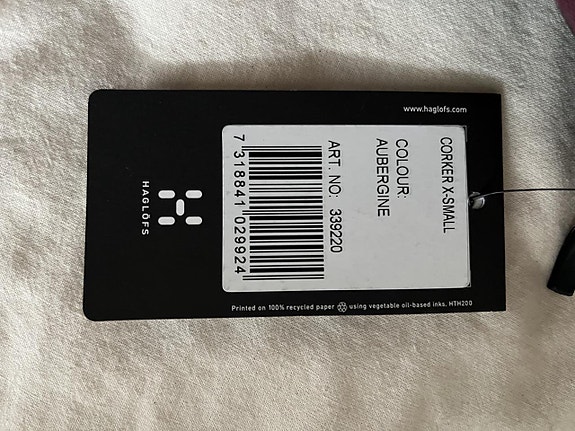 www.haglofs.com
CORKER X-SMALL
COLOUR:
AUBERGINE
ART. NO: 339220
7 318841 029924
HAGLÖFS
Printed on 100% recycled paper using vegetable oil-based inks. HTH200